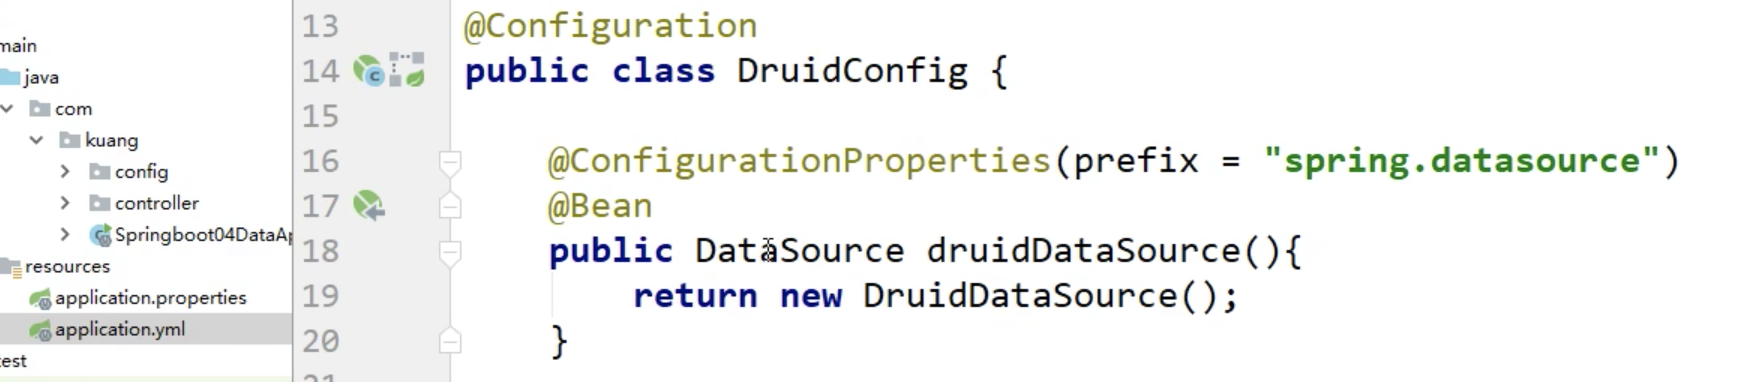 main
java
com
kuang
config
controller
Springboot04DataAp
resources
application.properties
application.yml
test
13 @Configuration
14 public class DruidConfig {
15
16 @ConfigurationProperties(prefix = "spring.datasource")
17 @Bean
18 public DataSource druidDataSource(){
19 return new DruidDataSource();
20 }
21